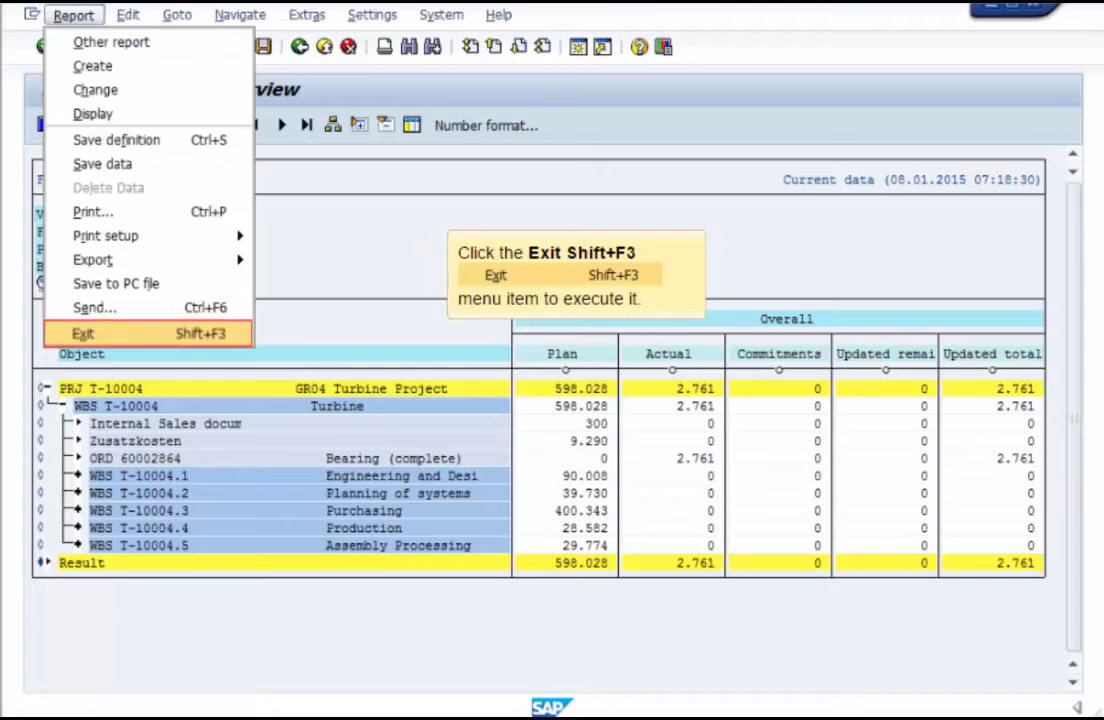 Report Edit Goto Navigate Extras Settings System Help
Other report
Create
Change
Display
Save definition Ctrl+S
Save data
Delete Data
Print... Ctrl+P
Print setup
Export
Save to PC file
Send... Ctrl+F6
Exit Shift+F3
view
Number format...
Current data (08.01.2015 07:18:30)
Click the Exit Shift+F3
Exit Shift+F3
menu item to execute it.
Overall
Object Plan Actual Commitments Updated remai Updated total
PRJ T-10004 GR04 Turbine Project 598.028 2.761 0 0 2.761
WBS T-10004 Turbine 598.028 2.761 0 0 2.761
Internal Sales docum 300 0 0 0 0
Zusatzkosten 9.290 0 0 0 0
ORD 60002864 Bearing (complete) 0 2.761 0 0 2.761
WBS T-10004.1 Engineering and Desi 90.008 0 0 0 0
WBS T-10004.2 Planning of systems 39.730 0 0 0 0
WBS T-10004.3 Purchasing 400.343 0 0 0 0
WBS T-10004.4 Production 28.582 0 0 0 0
WBS T-10004.5 Assembly Processing 29.774 0 0 0 0
Result 598.028 2.761 0 0 2.761
SAP